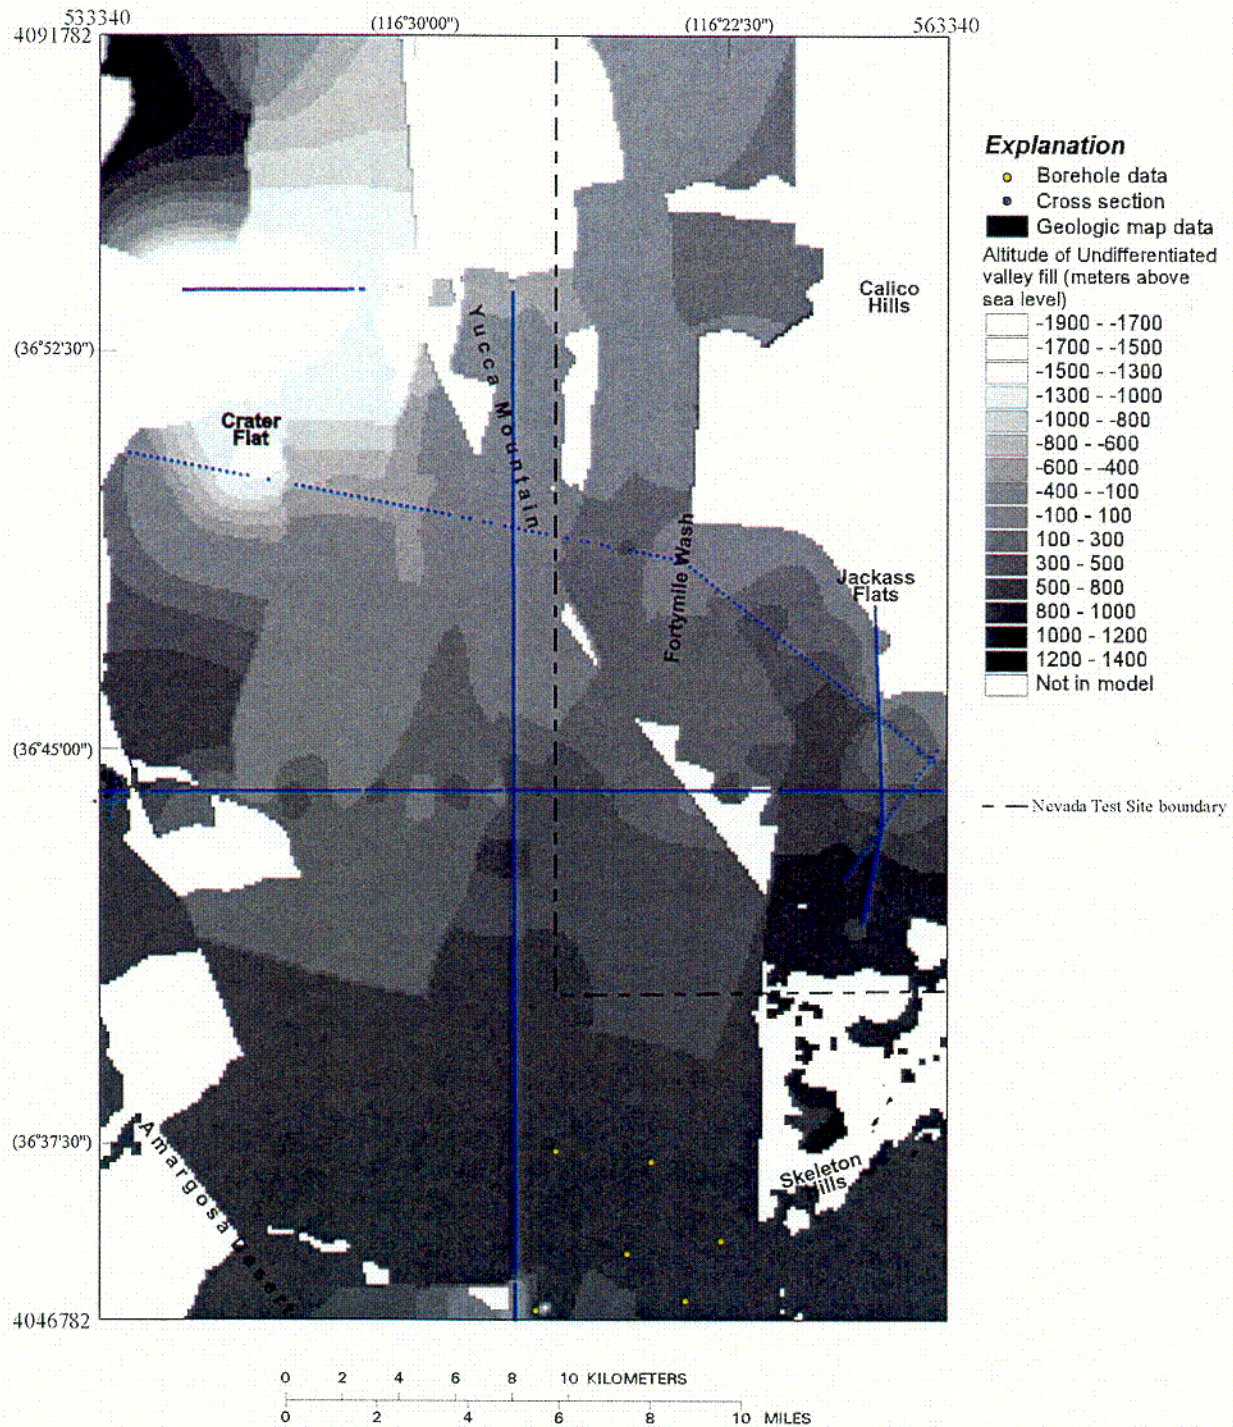 533340 (116°30'00") (116°22'30") 563340
4091782
Explanation
Borehole data
Cross section
Geologic map data
Altitude of Undifferentiated
valley fill (meters above
sea level)
-1900 - -1700
-1700 - -1500
-1500 - -1300
-1300 - -1000
-1000 - -800
-800 - -600
-600 - -400
-400 - -100
-100 - 100
100 - 300
300 - 500
500 - 800
800 - 1000
1000 - 1200
1200 - 1400
Not in model
Calico
Hills
(36°52'30")
Yucca Mountain
Crater
Flat
Fortymile Wash
Jackass
Flats
(36°45'00")
Nevada Test Site boundary
(36°37'30")
Amargosa Desert
Skeleton
Hills
4046782
0 2 4 6 8 10 KILOMETERS
0 2 4 6 8 10 MILES